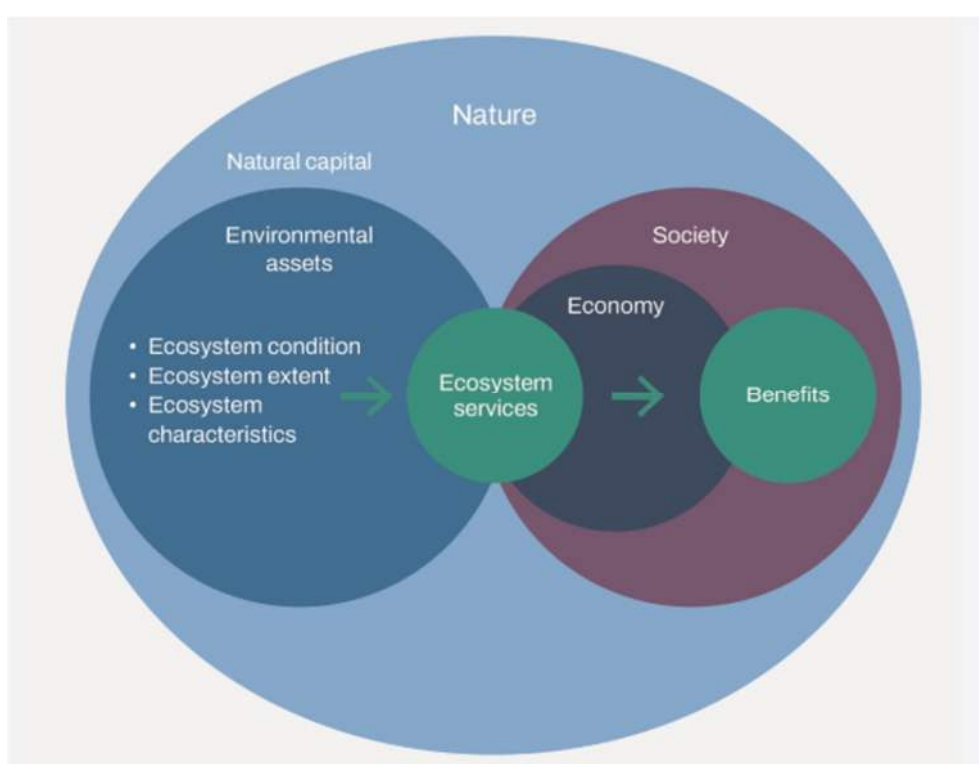 Nature
Natural capital
Environmental
assets
• Ecosystem condition
• Ecosystem extent
• Ecosystem
characteristics
Ecosystem
services
Society
Economy
Benefits